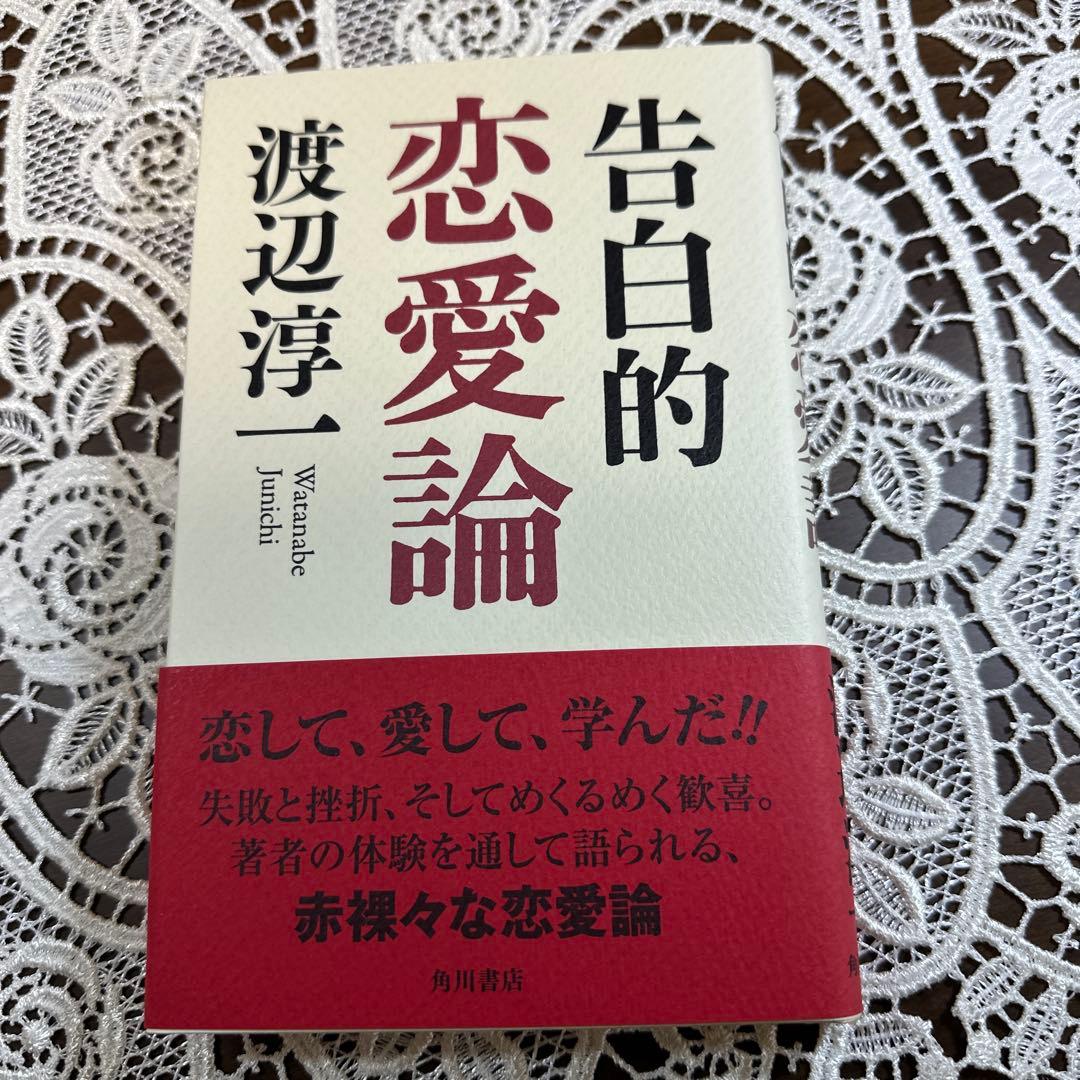 告白的
恋愛論
渡辺淳一
Watanabe
Junichi
恋して、愛して、学んだ!!
失敗と挫折、そしてめくるめく歓喜。
著者の体験を通して語られる、
赤裸々な恋愛論
角川書店